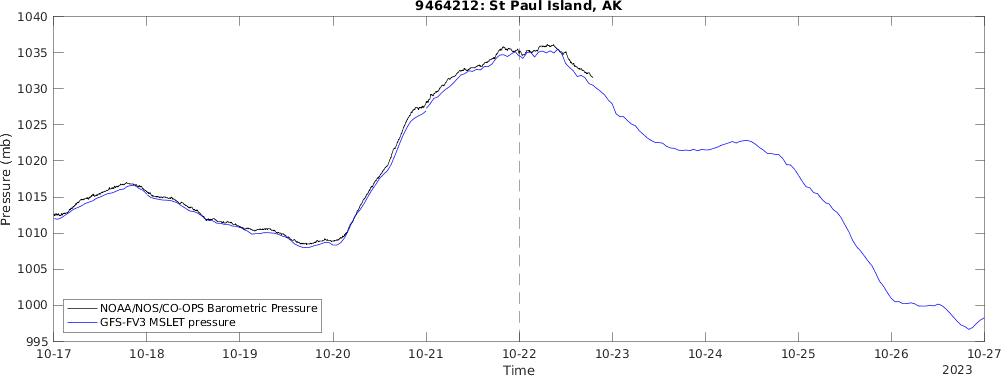 9464212: St Paul Island, AK
1040
1035
1030
1025
1020
1015
1010
1005
1000
995
Pressure (mb)
NOAA/NOS/CO-OPS Barometric Pressure
GFS-FV3 MSLET pressure
10-17 10-18 10-19 10-20 10-21 10-22 10-23 10-24 10-25 10-26 10-27
Time
2023